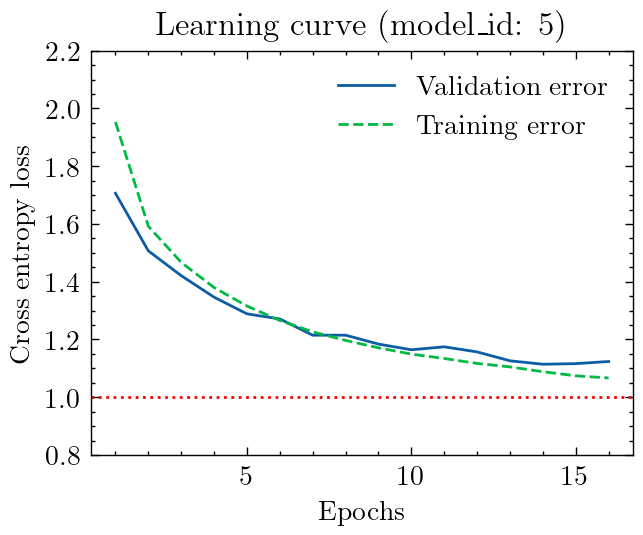 Learning curve (model_id: 5)
2.2
2.0
1.8
1.6
1.4
1.2
1.0
0.8
Cross entropy loss
Validation error
Training error
5
10
15
Epochs